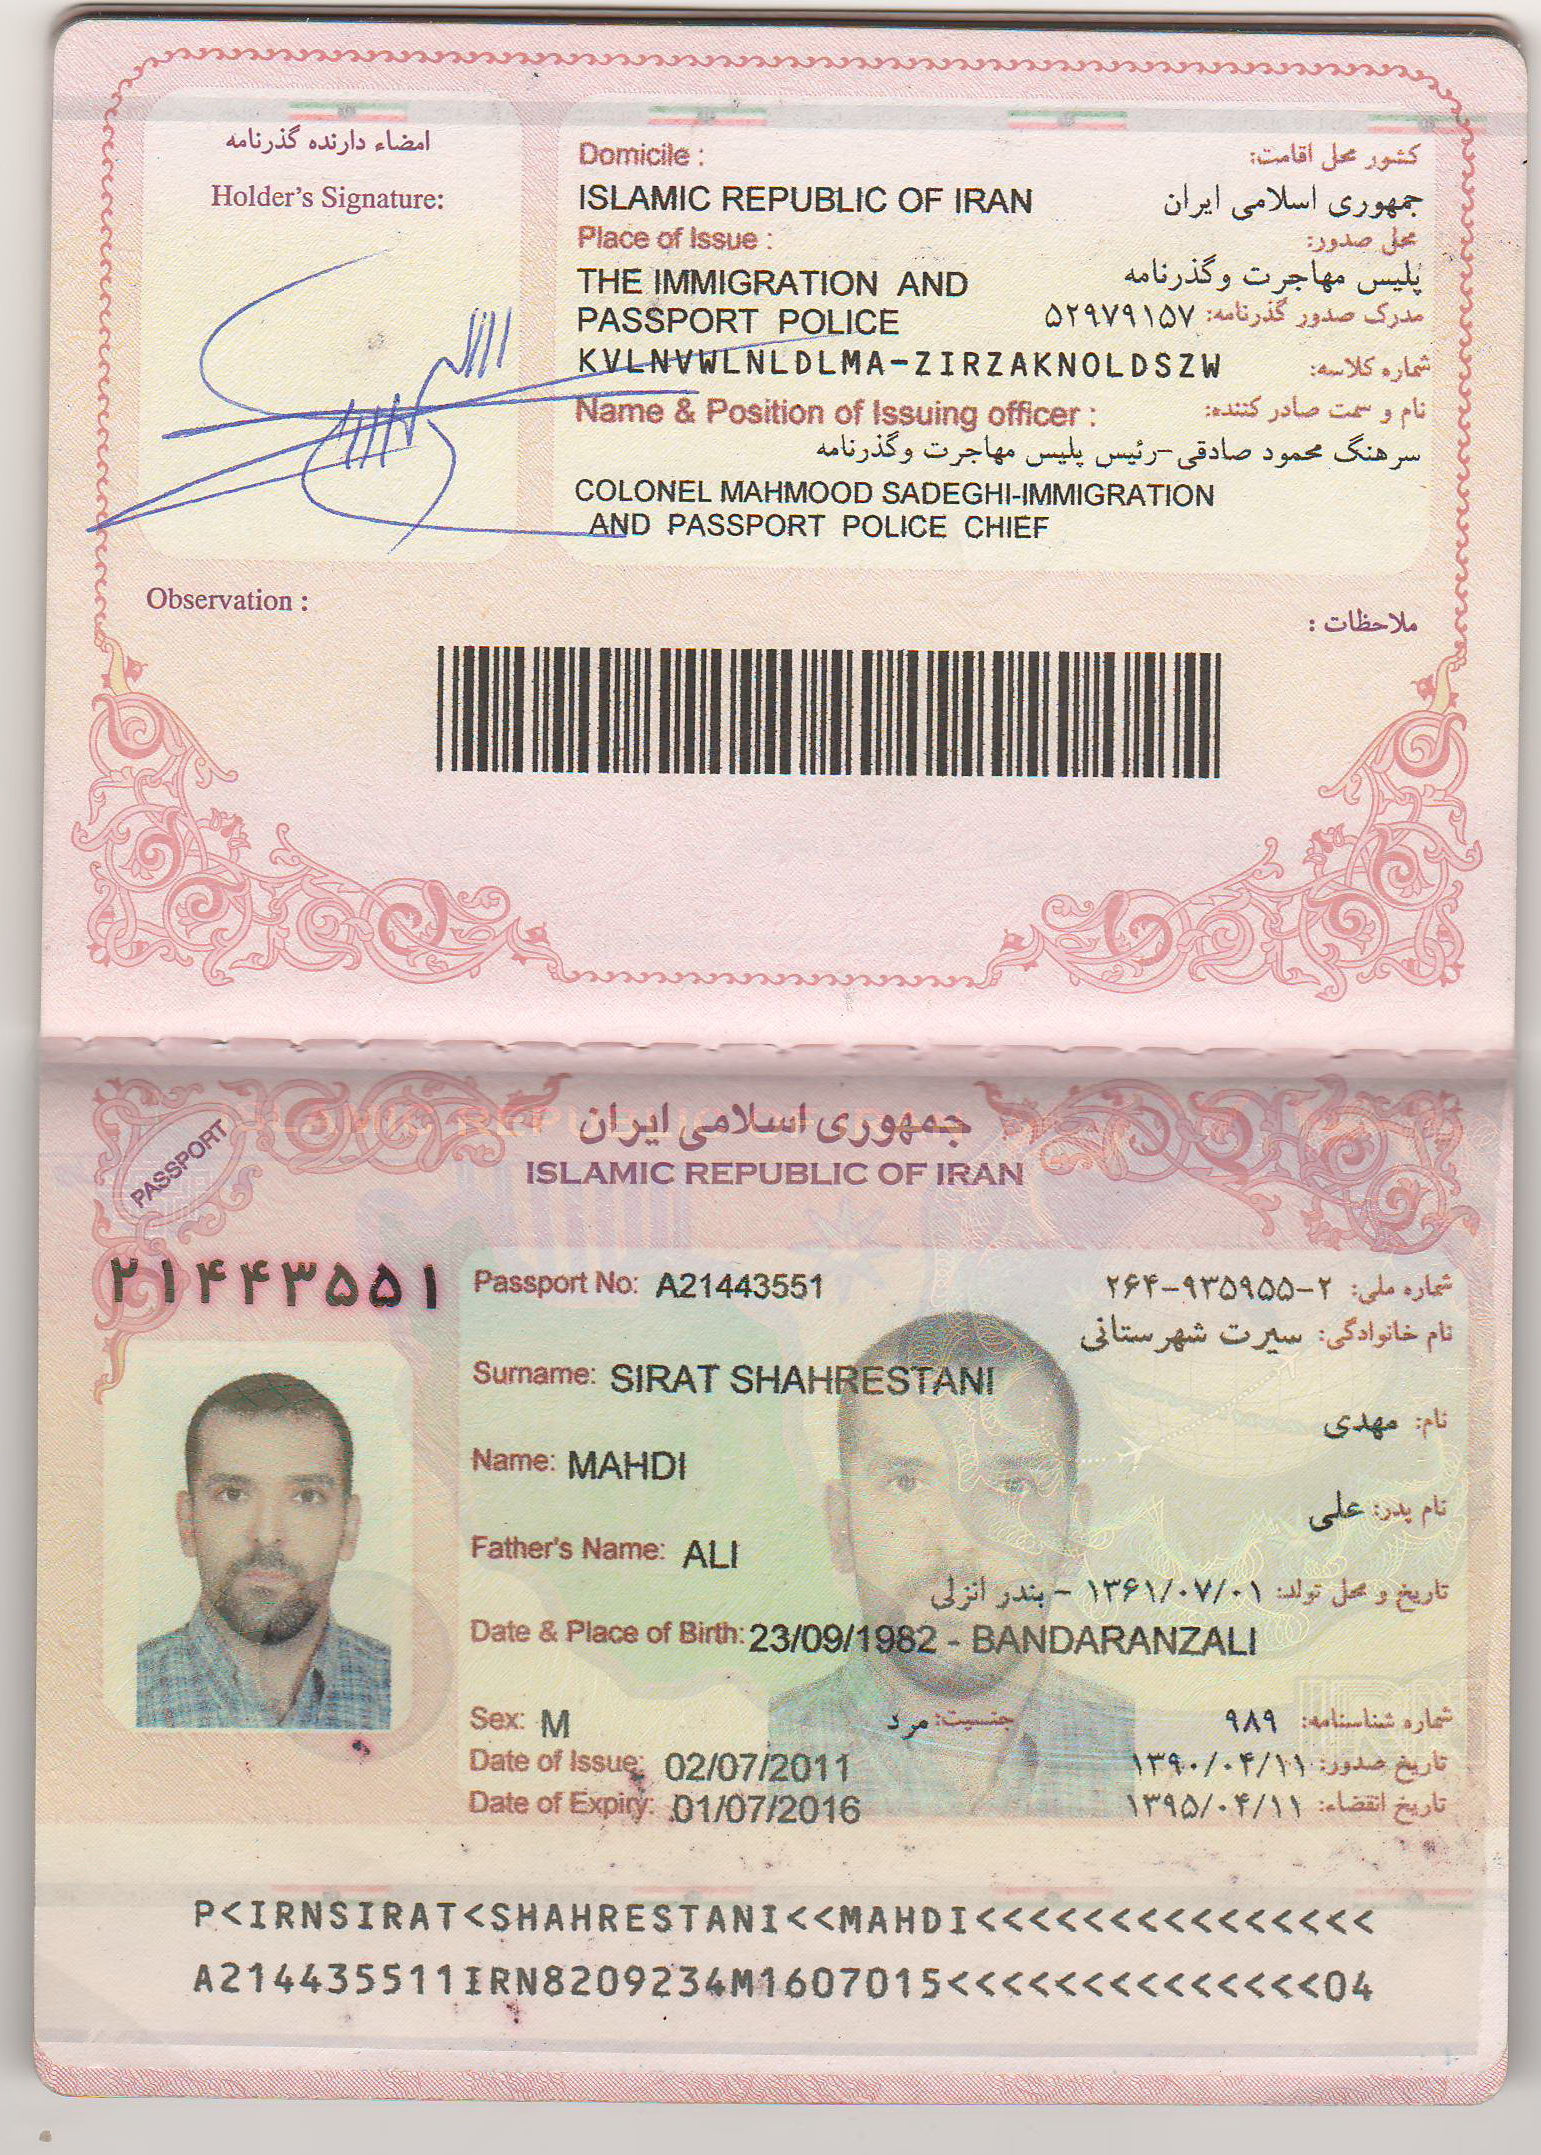 امضاء دارنده گذرنامه
Holder's Signature:
Domicile : کشور محل اقامت:
ISLAMIC REPUBLIC OF IRAN جمهوری اسلامی ایران
Place of Issue : محل صدور:
THE IMMIGRATION AND پلیس مهاجرت وگذرنامه
PASSPORT POLICE مدرک صدور گذرنامه: ۵۲۹۷۹۱۵۷
KVLNVWLNLDLMA-ZIRZAKNOLDSZW شماره کلاسه:
Name & Position of Issuing officer : نام و سمت صادر کننده:
سرهنگ محمود صادقی-رئیس پلیس مهاجرت وگذرنامه
COLONEL MAHMOOD SADEGHI-IMMIGRATION
AND PASSPORT POLICE CHIEF
Observation : ملاحظات :
جمهوری اسلامی ایران
ISLAMIC REPUBLIC OF IRAN
PASSPORT
۲۱۴۴۳۵۵۱
Passport No: A21443551 شماره ملی: ۲۶۴-۹۳۵۹۵۵-۲
نام خانوادگی: سیرت شهرستانی
Surname: SIRAT SHAHRESTANI
نام: مهدی
Name: MAHDI
نام پدر: علی
Father's Name: ALI
تاریخ و محل تولد: ۱۳۶۱/۰۷/۰۱ - بندر انزلی
Date & Place of Birth: 23/09/1982 - BANDARANZALI
Sex: M جنسیت: مرد شماره شناسنامه: ۹۸۹
Date of Issue: 02/07/2011 تاریخ صدور: ۱۳۹۰/۰۴/۱۱
Date of Expiry: 01/07/2016 تاریخ انقضاء: ۱۳۹۵/۰۴/۱۱
P<IRNSIRAT<SHAHRESTANI<<MAHDI<<<<<<<<<<<<<<<
A214435511IRN8209234M1607015<<<<<<<<<<<<<<04